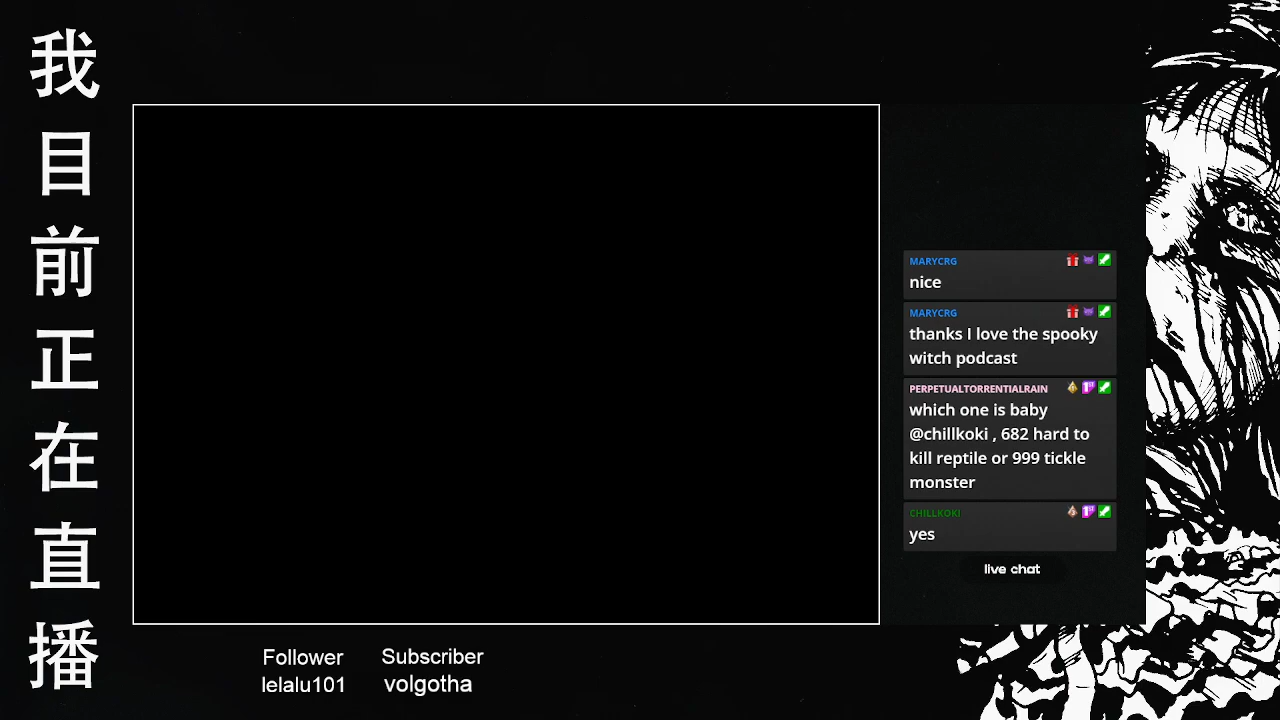 我
目
前
正
在
直
播
MARYCRG
nice
MARYCRG
thanks I love the spooky
witch podcast
PERPETUALTORRENTIALRAIN
which one is baby
@chillkoki , 682 hard to
kill reptile or 999 tickle
monster
CHILLKOKI
yes
live chat
Follower
lelalu101
Subscriber
volgotha